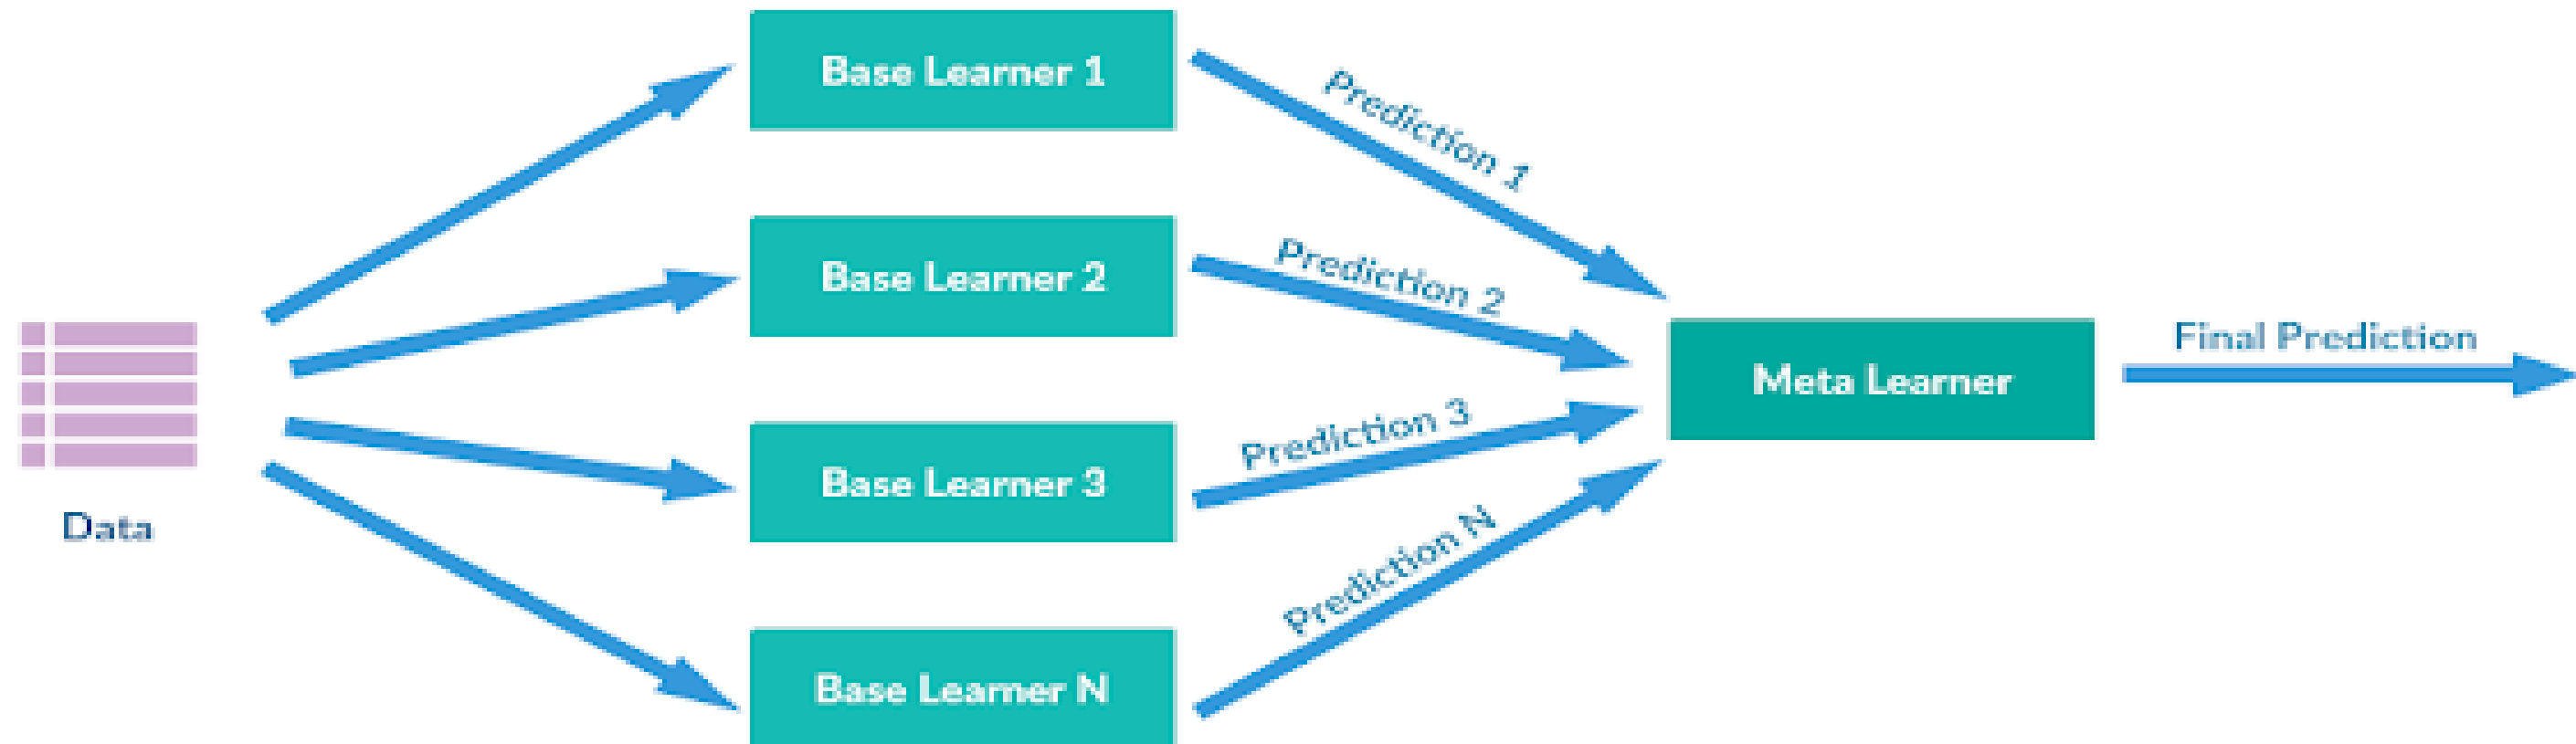 Base Learner 1
Prediction 1
Base Learner 2
Prediction 2
Data
Meta Learner
Final Prediction
Base Learner 3
Prediction 3
Base Learner N
Prediction N